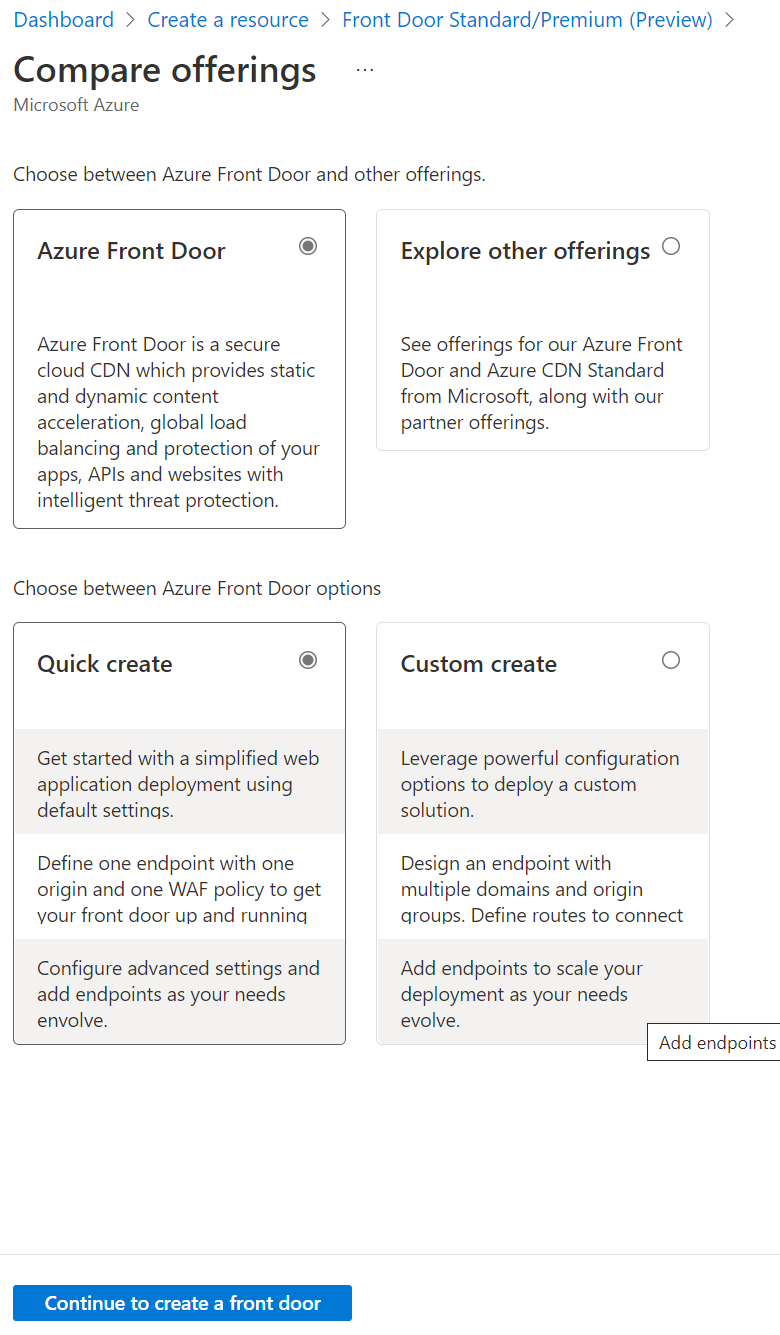 Dashboard > Create a resource > Front Door Standard/Premium (Preview) >
Compare offerings ...
Microsoft Azure
Choose between Azure Front Door and other offerings.
Azure Front Door
Azure Front Door is a secure
cloud CDN which provides static
and dynamic content
acceleration, global load
balancing and protection of your
apps, APIs and websites with
intelligent threat protection.
Explore other offerings
See offerings for our Azure Front
Door and Azure CDN Standard
from Microsoft, along with our
partner offerings.
Choose between Azure Front Door options
Quick create
Get started with a simplified web
application deployment using
default settings.
Define one endpoint with one
origin and one WAF policy to get
your front door up and running
Configure advanced settings and
add endpoints as your needs
envolve.
Custom create
Leverage powerful configuration
options to deploy a custom
solution.
Design an endpoint with
multiple domains and origin
groups. Define routes to connect
Add endpoints to scale your
deployment as your needs
evolve.
Add endpoints
Continue to create a front door